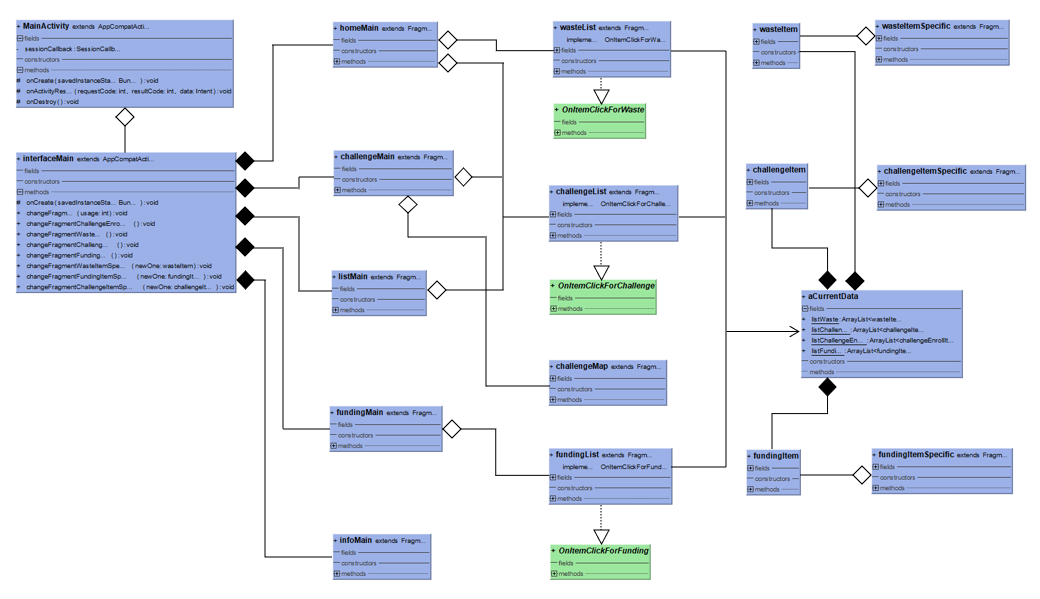 + MainActivity extends AppCompatActi...
fields
- sessionCallback : SessionCallb...
constructors
methods
# onCreate ( savedInstanceSta... Bun... ) : void
# onActivityRes... ( requestCode: int, resultCode: int, data: Intent ) : void
# onDestroy ( ) : void
+ interfaceMain extends AppCompatActi...
fields
constructors
methods
# onCreate ( savedInstanceSta... Bun... ) : void
+ changeFragm... ( usage: int ) : void
+ changeFragmentChallengeEnro... ( ) : void
+ changeFragmentWaste... ( ) : void
+ changeFragmentChalleng... ( ) : void
+ changeFragmentFunding... ( ) : void
+ changeFragmentWasteItemSpe... ( newOne: wasteItem ) : void
+ changeFragmentFundingItemSp... ( newOne: fundingIt... ) : void
+ changeFragmentChallengeItemSp... ( newOne: challengeIt... ) : void
+ homeMain extends Fragm...
fields
constructors
methods
+ challengeMain extends Fragm...
fields
constructors
methods
+ listMain extends Fragm...
fields
constructors
methods
+ fundingMain extends Fragm...
fields
constructors
methods
+ infoMain extends Fragm...
fields
constructors
methods
+ wasteList extends Fragm...
impleme... OnItemClickForWa...
fields
constructors
methods
+ OnItemClickForWaste
fields
methods
+ challengeList extends Fragm...
impleme... OnItemClickForChalle...
fields
constructors
methods
+ OnItemClickForChallenge
fields
methods
+ challengeMap extends Fragm...
fields
constructors
methods
+ fundingList extends Fragm...
impleme... OnItemClickForFund...
fields
constructors
methods
+ OnItemClickForFunding
fields
methods
+ wasteItem
fields
constructors
methods
+ wasteItemSpecific extends Fragm...
fields
constructors
methods
+ challengeItem
fields
constructors
methods
+ challengeItemSpecific extends Fragm...
fields
constructors
methods
+ aCurrentData
fields
+ listWaste : ArrayList<wasteIte...
+ listChallen... : ArrayList<challengeIte...
+ listChallengeEn... : ArrayList<challengeEnrollIt...
+ listFundi... : ArrayList<fundingIte...
constructors
methods
+ fundingItem
fields
constructors
methods
+ fundingItemSpecific extends Fragm...
fields
constructors
methods